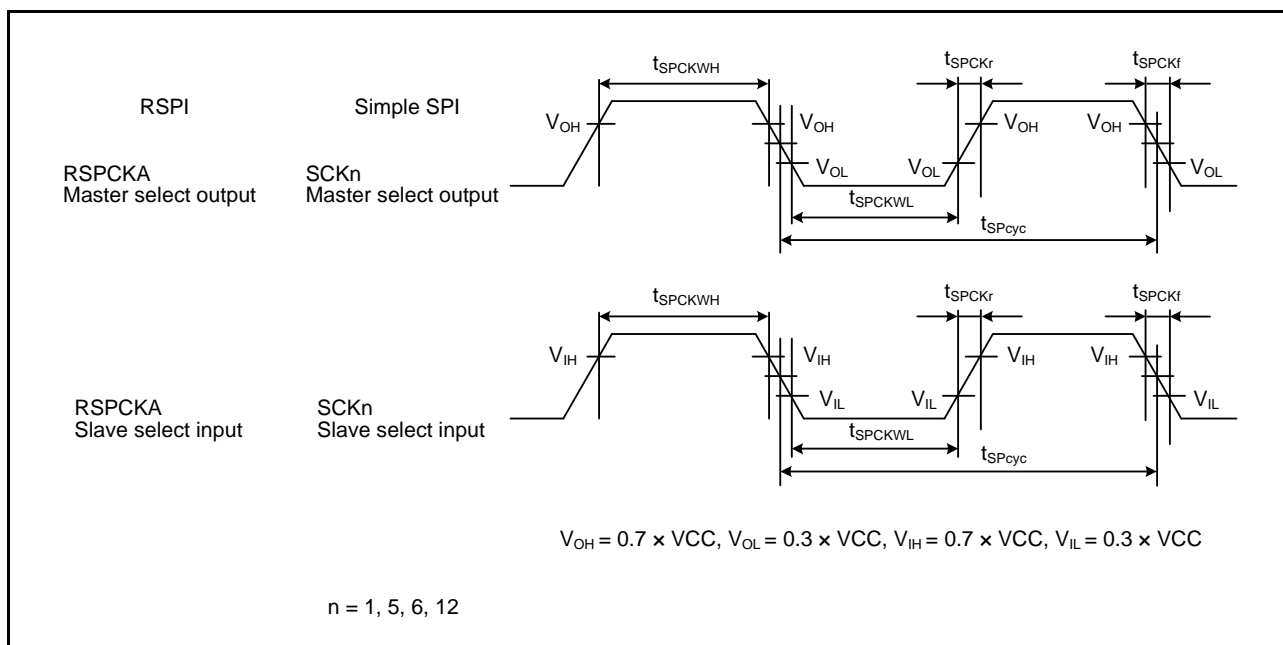 tSPCKWH
tSPCKr
tSPCKf
RSPI
Simple SPI
VOH
VOH
VOH
VOH
RSPCKA
Master select output
SCKn
Master select output
VOL
VOL
VOL
tSPCKWL
tSPcyc
tSPCKWH
tSPCKr
tSPCKf
VIH
VIH
VIH
VIH
RSPCKA
Slave select input
SCKn
Slave select input
VIL
VIL
VIL
tSPCKWL
tSPcyc
VOH = 0.7 × VCC, VOL = 0.3 × VCC, VIH = 0.7 × VCC, VIL = 0.3 × VCC
n = 1, 5, 6, 12